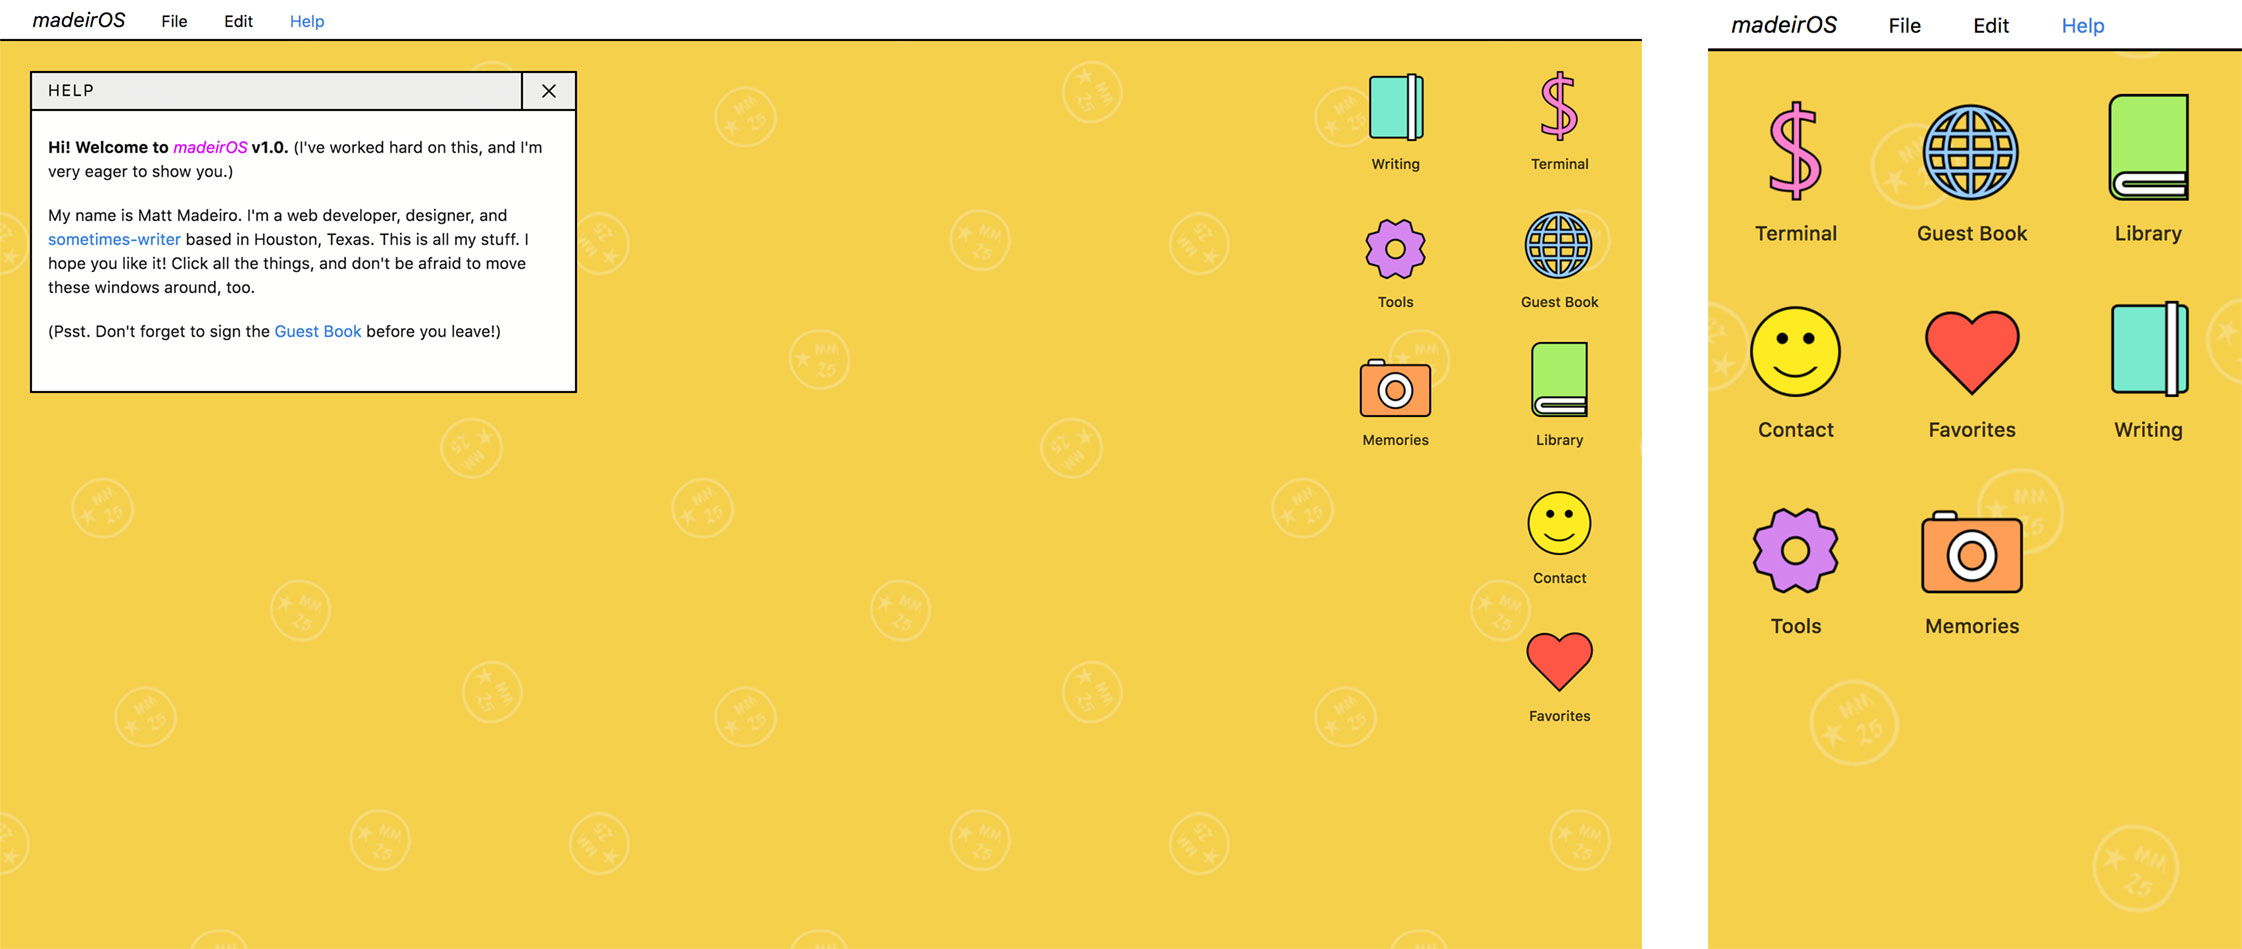 madeirOS File Edit Help
HELP
Hi! Welcome to madeirOS v1.0. (I've worked hard on this, and I'm
very eager to show you.)
My name is Matt Madeiro. I'm a web developer, designer, and
sometimes-writer based in Houston, Texas. This is all my stuff. I
hope you like it! Click all the things, and don't be afraid to move
these windows around, too.
(Psst. Don't forget to sign the Guest Book before you leave!)
Writing Terminal
Tools Guest Book
Memories Library
Contact
Favorites
MM
25
madeirOS File Edit Help
Terminal Guest Book Library
Contact Favorites Writing
Tools Memories
MM
25